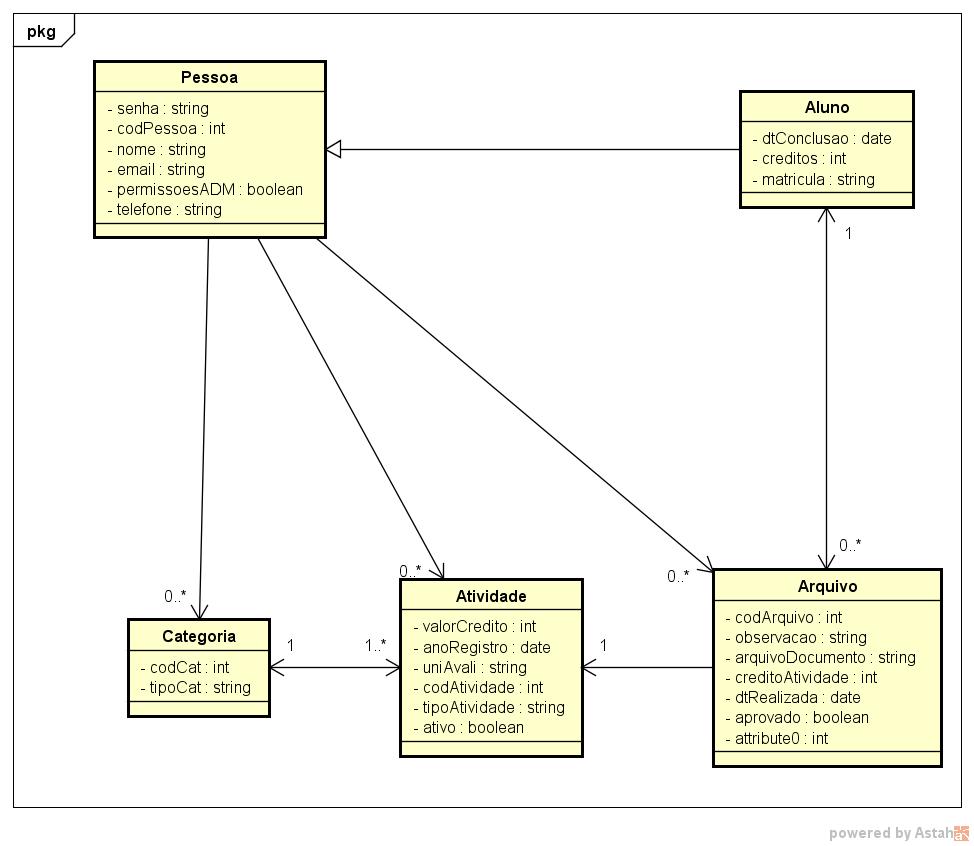 pkg
Pessoa
- senha : string
- codPessoa : int
- nome : string
- email : string
- permissoesADM : boolean
- telefone : string
Aluno
- dtConclusao : date
- creditos : int
- matricula : string
1
0..*
0..*
0..*
0..*
Categoria
- codCat : int
- tipoCat : string
1
1..*
Atividade
- valorCredito : int
- anoRegistro : date
- uniAvali : string
- codAtividade : int
- tipoAtividade : string
- ativo : boolean
1
Arquivo
- codArquivo : int
- observacao : string
- arquivoDocumento : string
- creditoAtividade : int
- dtRealizada : date
- aprovado : boolean
- attribute0 : int
powered by Astah